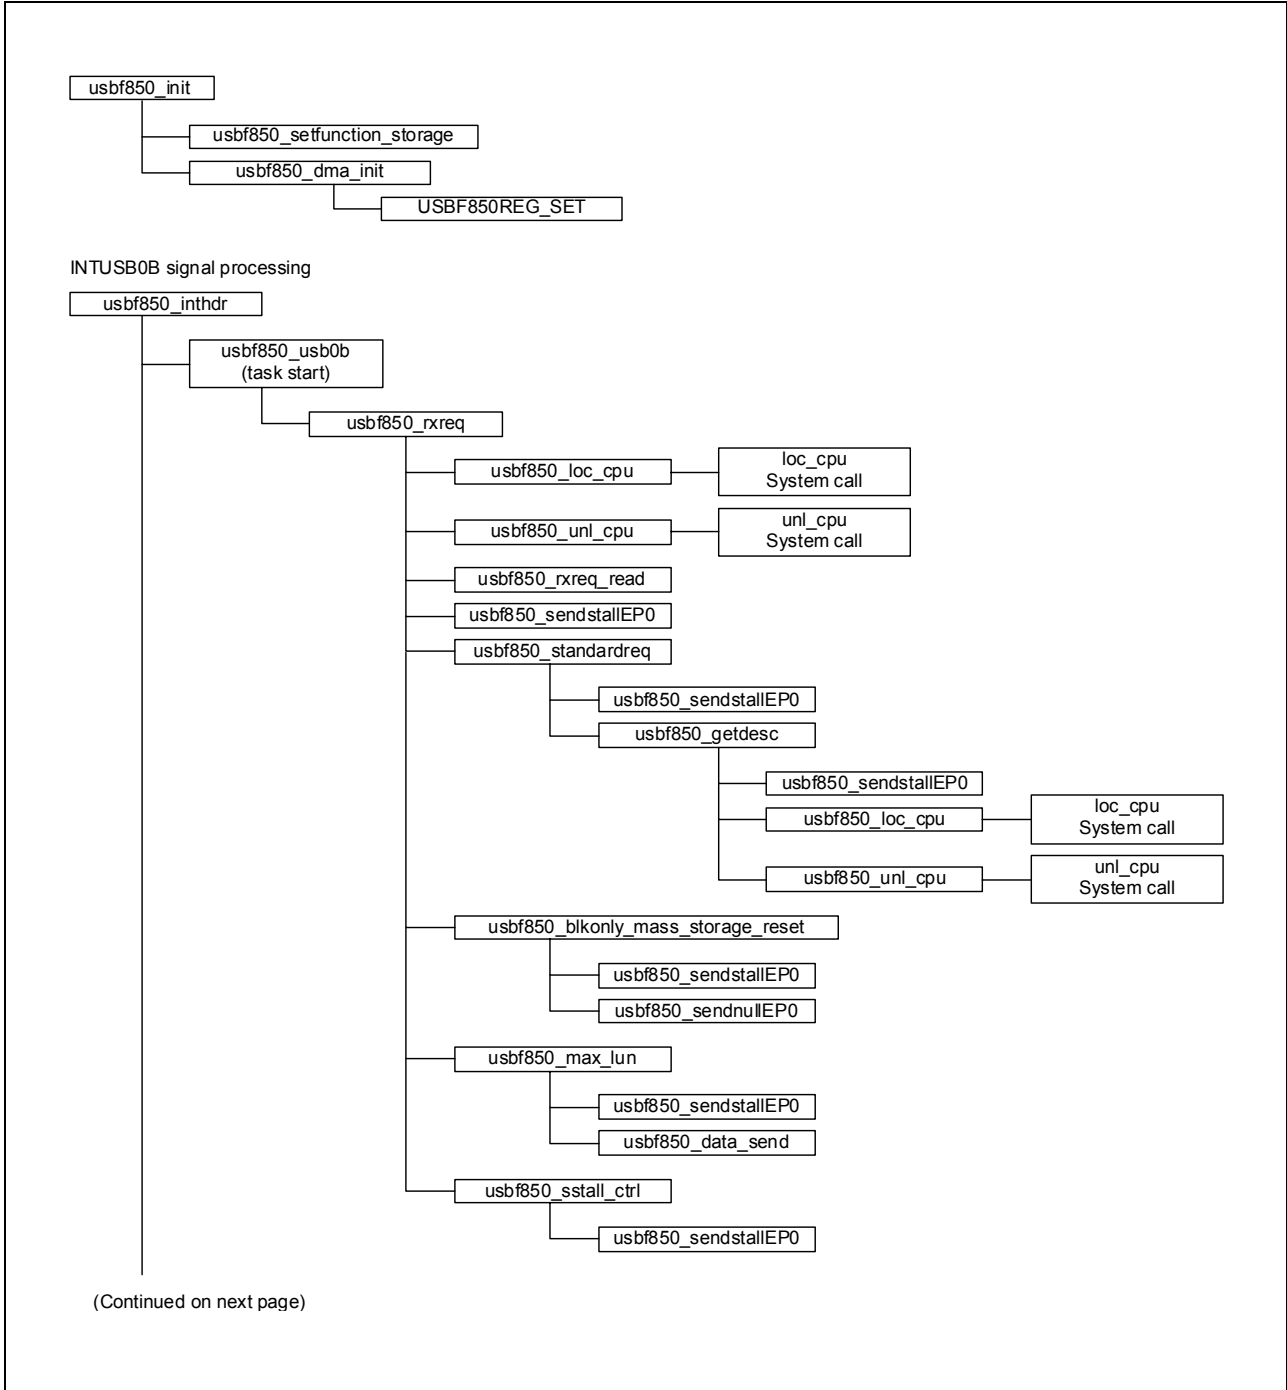 usbf850_init
usbf850_setfunction_storage
usbf850_dma_init
USBF850REG_SET
INTUSB0B signal processing
usbf850_inthdr
usbf850_usb0b
(task start)
usbf850_rxreq
usbf850_loc_cpu
loc_cpu
System call
usbf850_unl_cpu
unl_cpu
System call
usbf850_rxreq_read
usbf850_sendstallEP0
usbf850_standardreq
usbf850_sendstallEP0
usbf850_getdesc
usbf850_sendstallEP0
usbf850_loc_cpu
loc_cpu
System call
usbf850_unl_cpu
unl_cpu
System call
usbf850_blkonly_mass_storage_reset
usbf850_sendstallEP0
usbf850_sendnullEP0
usbf850_max_lun
usbf850_sendstallEP0
usbf850_data_send
usbf850_sstall_ctrl
usbf850_sendstallEP0
(Continued on next page)